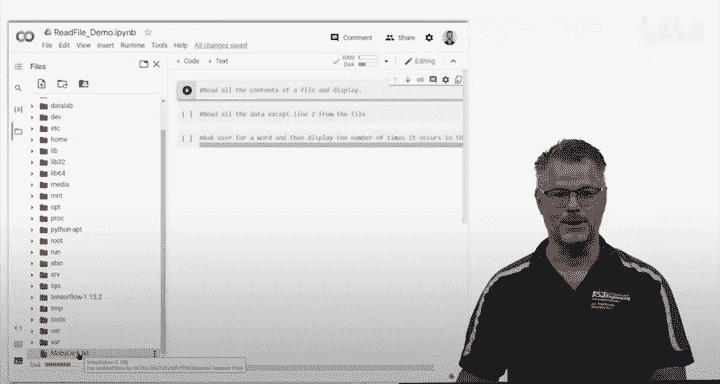 ReadFile_Demo.ipynb
File Edit View Insert Runtime Tools Help All changes saved
Comment Share
+ Code + Text
RAM
Disk
Editing
Files
datalab
dev
etc
home
lib
lib32
lib64
media
mnt
opt
proc
python-apt
root
run
sbin
srv
sys
tensorflow-1.15.2
tmp
tools
usr
var
MobyDick.txt
Disk
#Read all the contents of a file and display.
[ ] #Read all the data except line 2 from the file
[ ] #Ask user for a word and then display the number of times it occurs in th